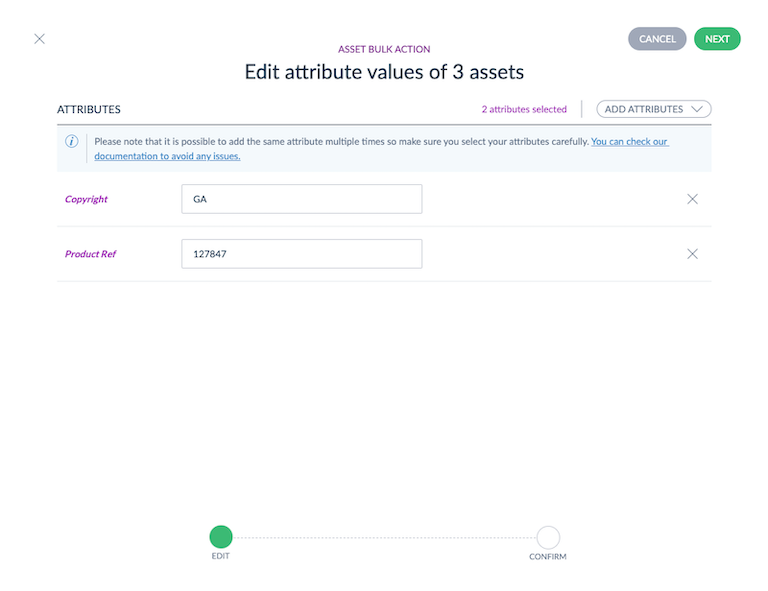 CANCEL
NEXT
ASSET BULK ACTION
Edit attribute values of 3 assets
ATTRIBUTES
2 attributes selected
ADD ATTRIBUTES
i
Please note that it is possible to add the same attribute multiple times so make sure you select your attributes carefully. You can check our
documentation to avoid any issues.
Copyright
GA
Product Ref
127847
EDIT
CONFIRM